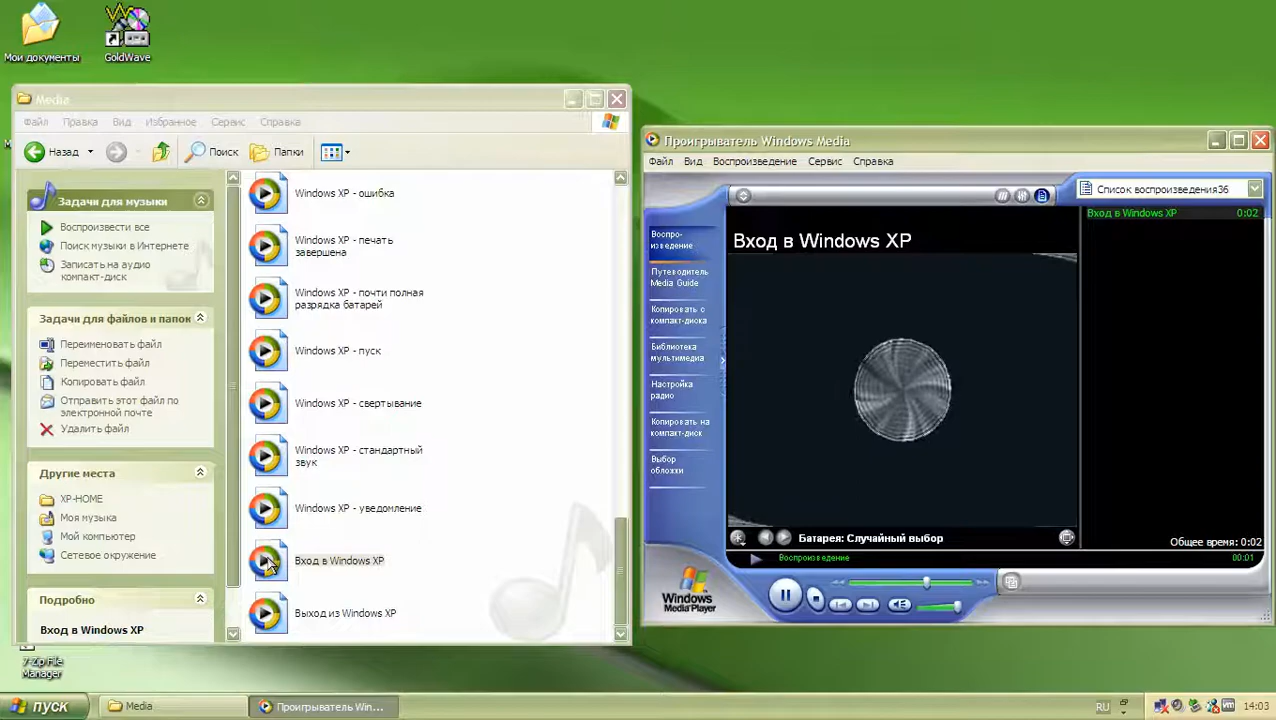 Мои документы
GoldWave
Media
Файл Правка Вид Избранное Сервис Справка
Назад Поиск Папки
Задачи для музыки
Воспроизвести все
Поиск музыки в Интернете
Записать на аудио
компакт-диск
Задачи для файлов и папок
Переименовать файл
Переместить файл
Копировать файл
Отправить этот файл по
электронной почте
Удалить файл
Другие места
XP-HOME
Моя музыка
Мой компьютер
Сетевое окружение
Подробно
Вход в Windows XP
Windows XP - ошибка
Windows XP - печать
завершена
Windows XP - почти полная
разрядка батарей
Windows XP - пуск
Windows XP - свертывание
Windows XP - стандартный
звук
Windows XP - уведомление
Вход в Windows XP
Выход из Windows XP
Проигрыватель Windows Media
Файл Вид Воспроизведение Сервис Справка
Список воспроизведения36
Воспро-
изведение
Путеводитель
Media Guide
Копировать с
компакт-диска
Библиотека
мультимедиа
Настройка
радио
Копировать на
компакт-диск
Выбор
обложки
Вход в Windows XP
Вход в Windows XP 0:02
Батарея: Случайный выбор
Общее время: 0:02
Воспроизведение 00:01
Windows
Media Player
7-Zip File
Manager
пуск
Media
Проигрыватель Win...
RU
14:03